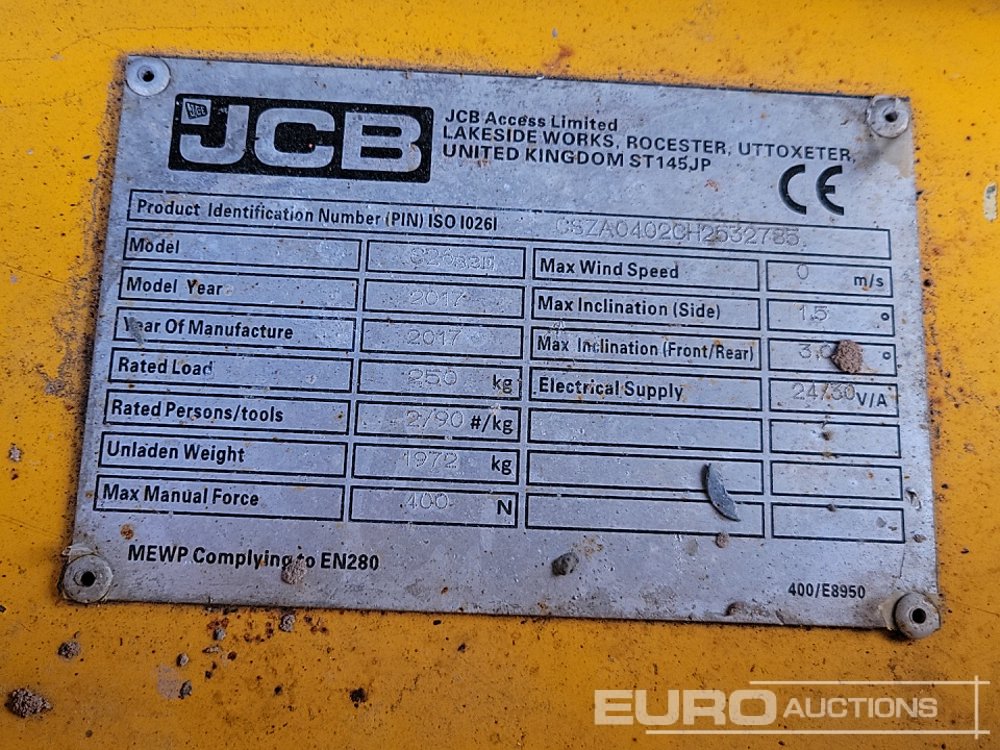 JCB
JCB Access Limited
LAKESIDE WORKS, ROCESTER, UTTOXETER,
UNITED KINGDOM ST145JP
CE
Product Identification Number (PIN) ISO 10261
Model
Model Year 2017
Year Of Manufacture 2017
Rated Load 250 kg
Rated Persons/tools 2/90 #/kg
Unladen Weight 1972 kg
Max Manual Force 400 N
Max Wind Speed 0 m/s
Max Inclination (Side) 1.5 °
Max Inclination (Front/Rear) °
Electrical Supply 24/30 V/A
MEWP Complying to EN280
400/E8950
EURO AUCTIONS